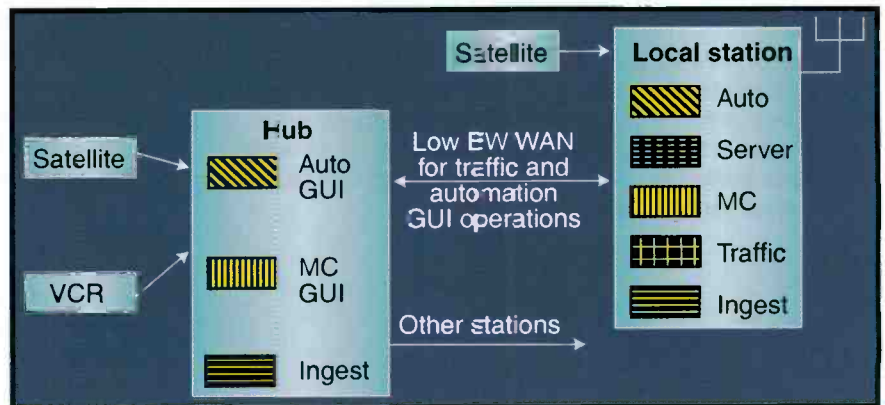 Satellite
VCR
Hub
Auto
GUI
MC
GUI
Ingest
Low BW WAN
for traffic and
automation
GUI operations
Other stations
Satellite
Local station
Auto
Server
MC
Traffic
Ingest